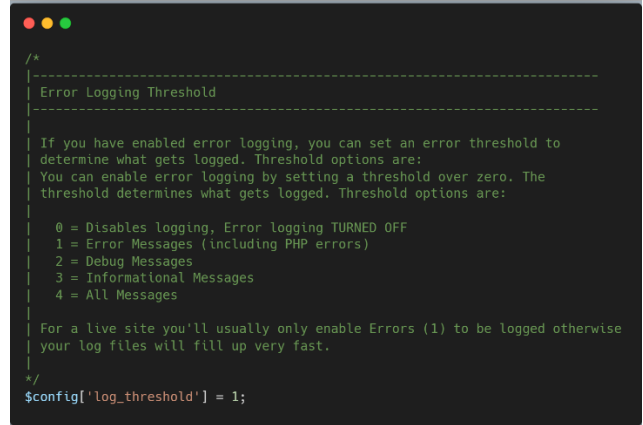 /*
|--------------------------------------------------------------------------
| Error Logging Threshold
|--------------------------------------------------------------------------
|
| If you have enabled error logging, you can set an error threshold to
| determine what gets logged. Threshold options are:
| You can enable error logging by setting a threshold over zero. The
| threshold determines what gets logged. Threshold options are:
|
|   0 = Disables logging, Error logging TURNED OFF
|   1 = Error Messages (including PHP errors)
|   2 = Debug Messages
|   3 = Informational Messages
|   4 = All Messages
|
| For a live site you'll usually only enable Errors (1) to be logged otherwise
| your log files will fill up very fast.
|
*/
$config['log_threshold'] = 1;